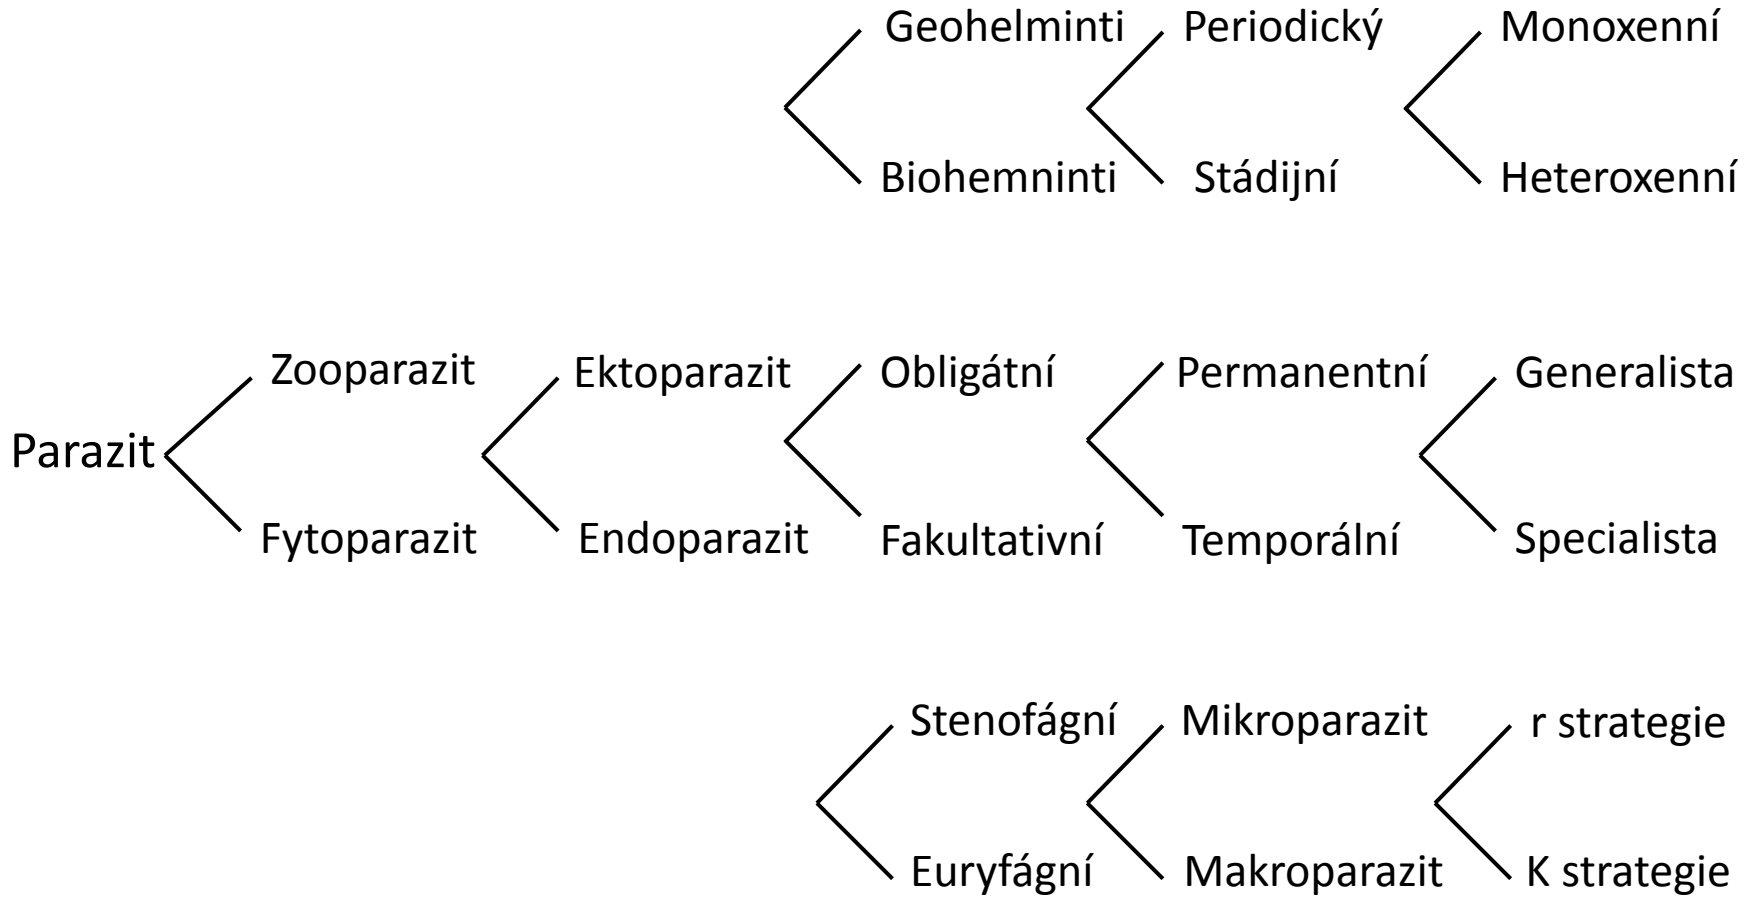 Geohelminti Periodický Monoxenní
Biohemninti Stádijní Heteroxenní
Zooparazit Ektoparazit Obligátní Permanentní Generalista
Parazit
Fytoparazit Endoparazit Fakultativní Temporální Specialista
Stenofágní Mikroparazit r strategie
Euryfágní Makroparazit K strategie